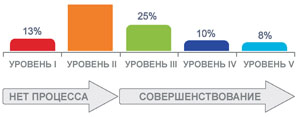 13% 25% 10% 8%
УРОВЕНЬ I УРОВЕНЬ II УРОВЕНЬ III УРОВЕНЬ IV УРОВЕНЬ V
НЕТ ПРОЦЕССА СОВЕРШЕНСТВОВАНИЕ